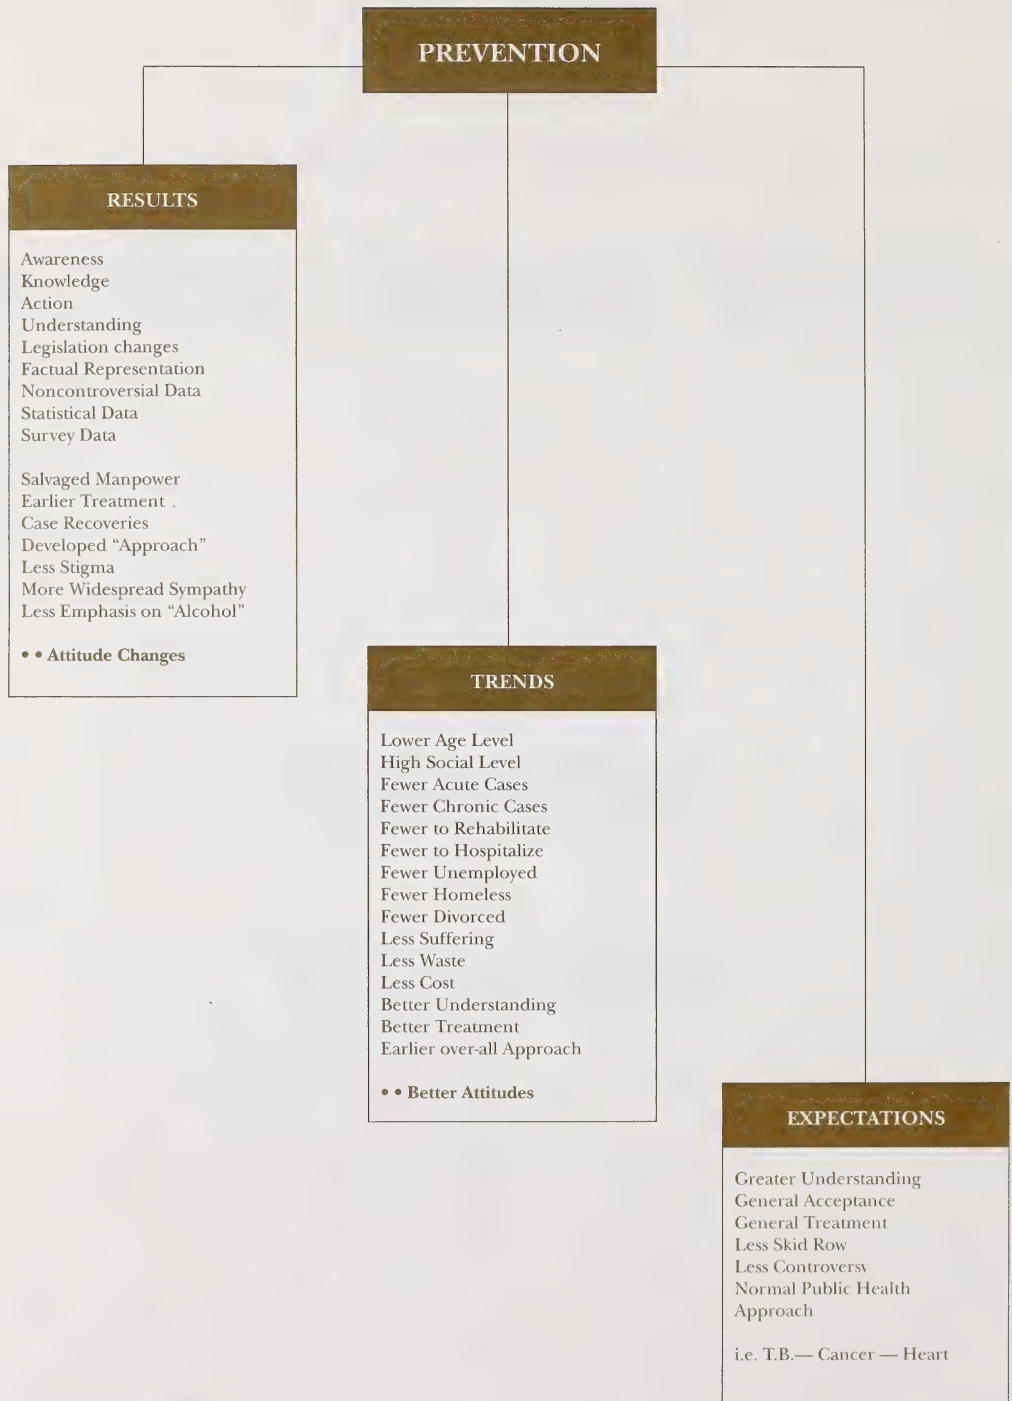 PREVENTION
RESULTS
Awareness
Knowledge
Action
Understanding
Legislation changes
Factual Representation
Noncontroversial Data
Statistical Data
Survey Data
Salvaged Manpower
Earlier Treatment
Case Recoveries
Developed “Approach”
Less Stigma
More Widespread Sympathy
Less Emphasis on “Alcohol”
• • Attitude Changes
TRENDS
Lower Age Level
High Social Level
Fewer Acute Cases
Fewer Chronic Cases
Fewer to Rehabilitate
Fewer to Hospitalize
Fewer Unemployed
Fewer Homeless
Fewer Divorced
Less Suffering
Less Waste
Less Cost
Better Understanding
Better Treatment
Earlier over-all Approach
• • Better Attitudes
EXPECTATIONS
Greater Understanding
General Acceptance
General Treatment
Less Skid Row
Less Controversy
Normal Public Health
Approach
i.e. T.B.— Cancer — Heart